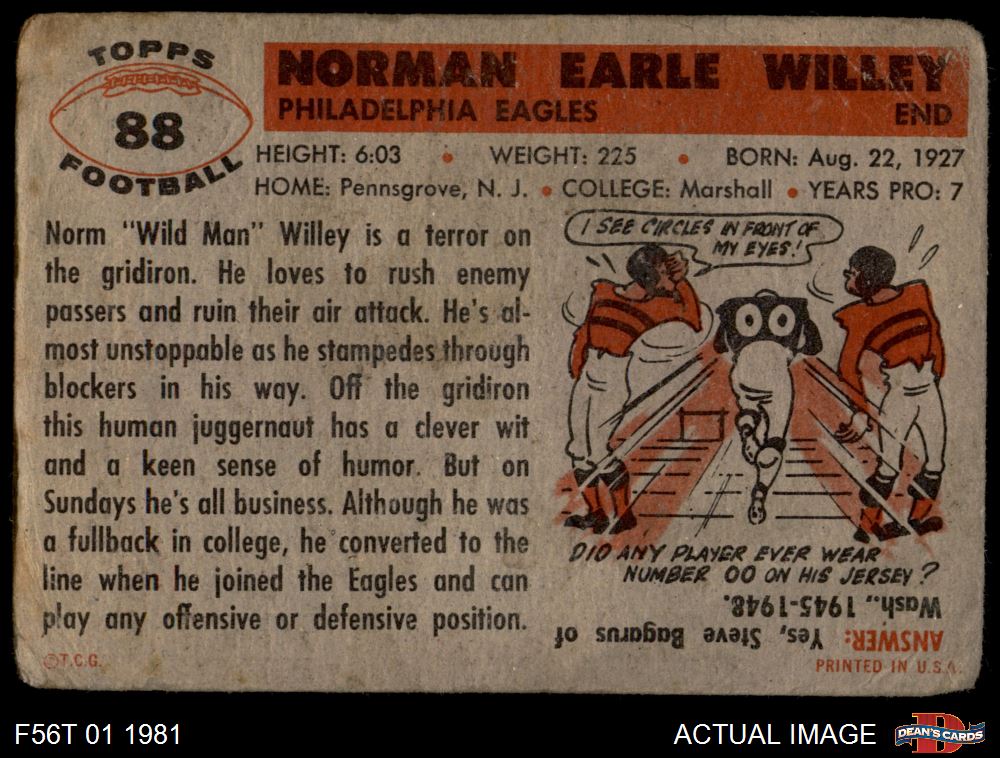 TOPPS
88
FOOTBALL
NORMAN EARLE WILLEY
PHILADELPHIA EAGLES END
HEIGHT: 6:03 • WEIGHT: 225 • BORN: Aug. 22, 1927
HOME: Pennsgrove, N. J. • COLLEGE: Marshall • YEARS PRO: 7
Norm "Wild Man" Willey is a terror on
the gridiron. He loves to rush enemy
passers and ruin their air attack. He's al-
most unstoppable as he stampedes through
blockers in his way. Off the gridiron
this human juggernaut has a clever wit
and a keen sense of humor. But on
Sundays he's all business. Although he was
a fullback in college, he converted to the
line when he joined the Eagles and can
play any offensive or defensive position.
©T.C.G.
I SEE CIRCLES IN FRONT OF
MY EYES!
00
DID ANY PLAYER EVER WEAR
NUMBER 00 ON HIS JERSEY?
ANSWER: Yes, Steve Bagarus of
Wash., 1945-1948.
PRINTED IN U.S.A.
F56T 01 1981
ACTUAL IMAGE
D
DEAN'S CARDS